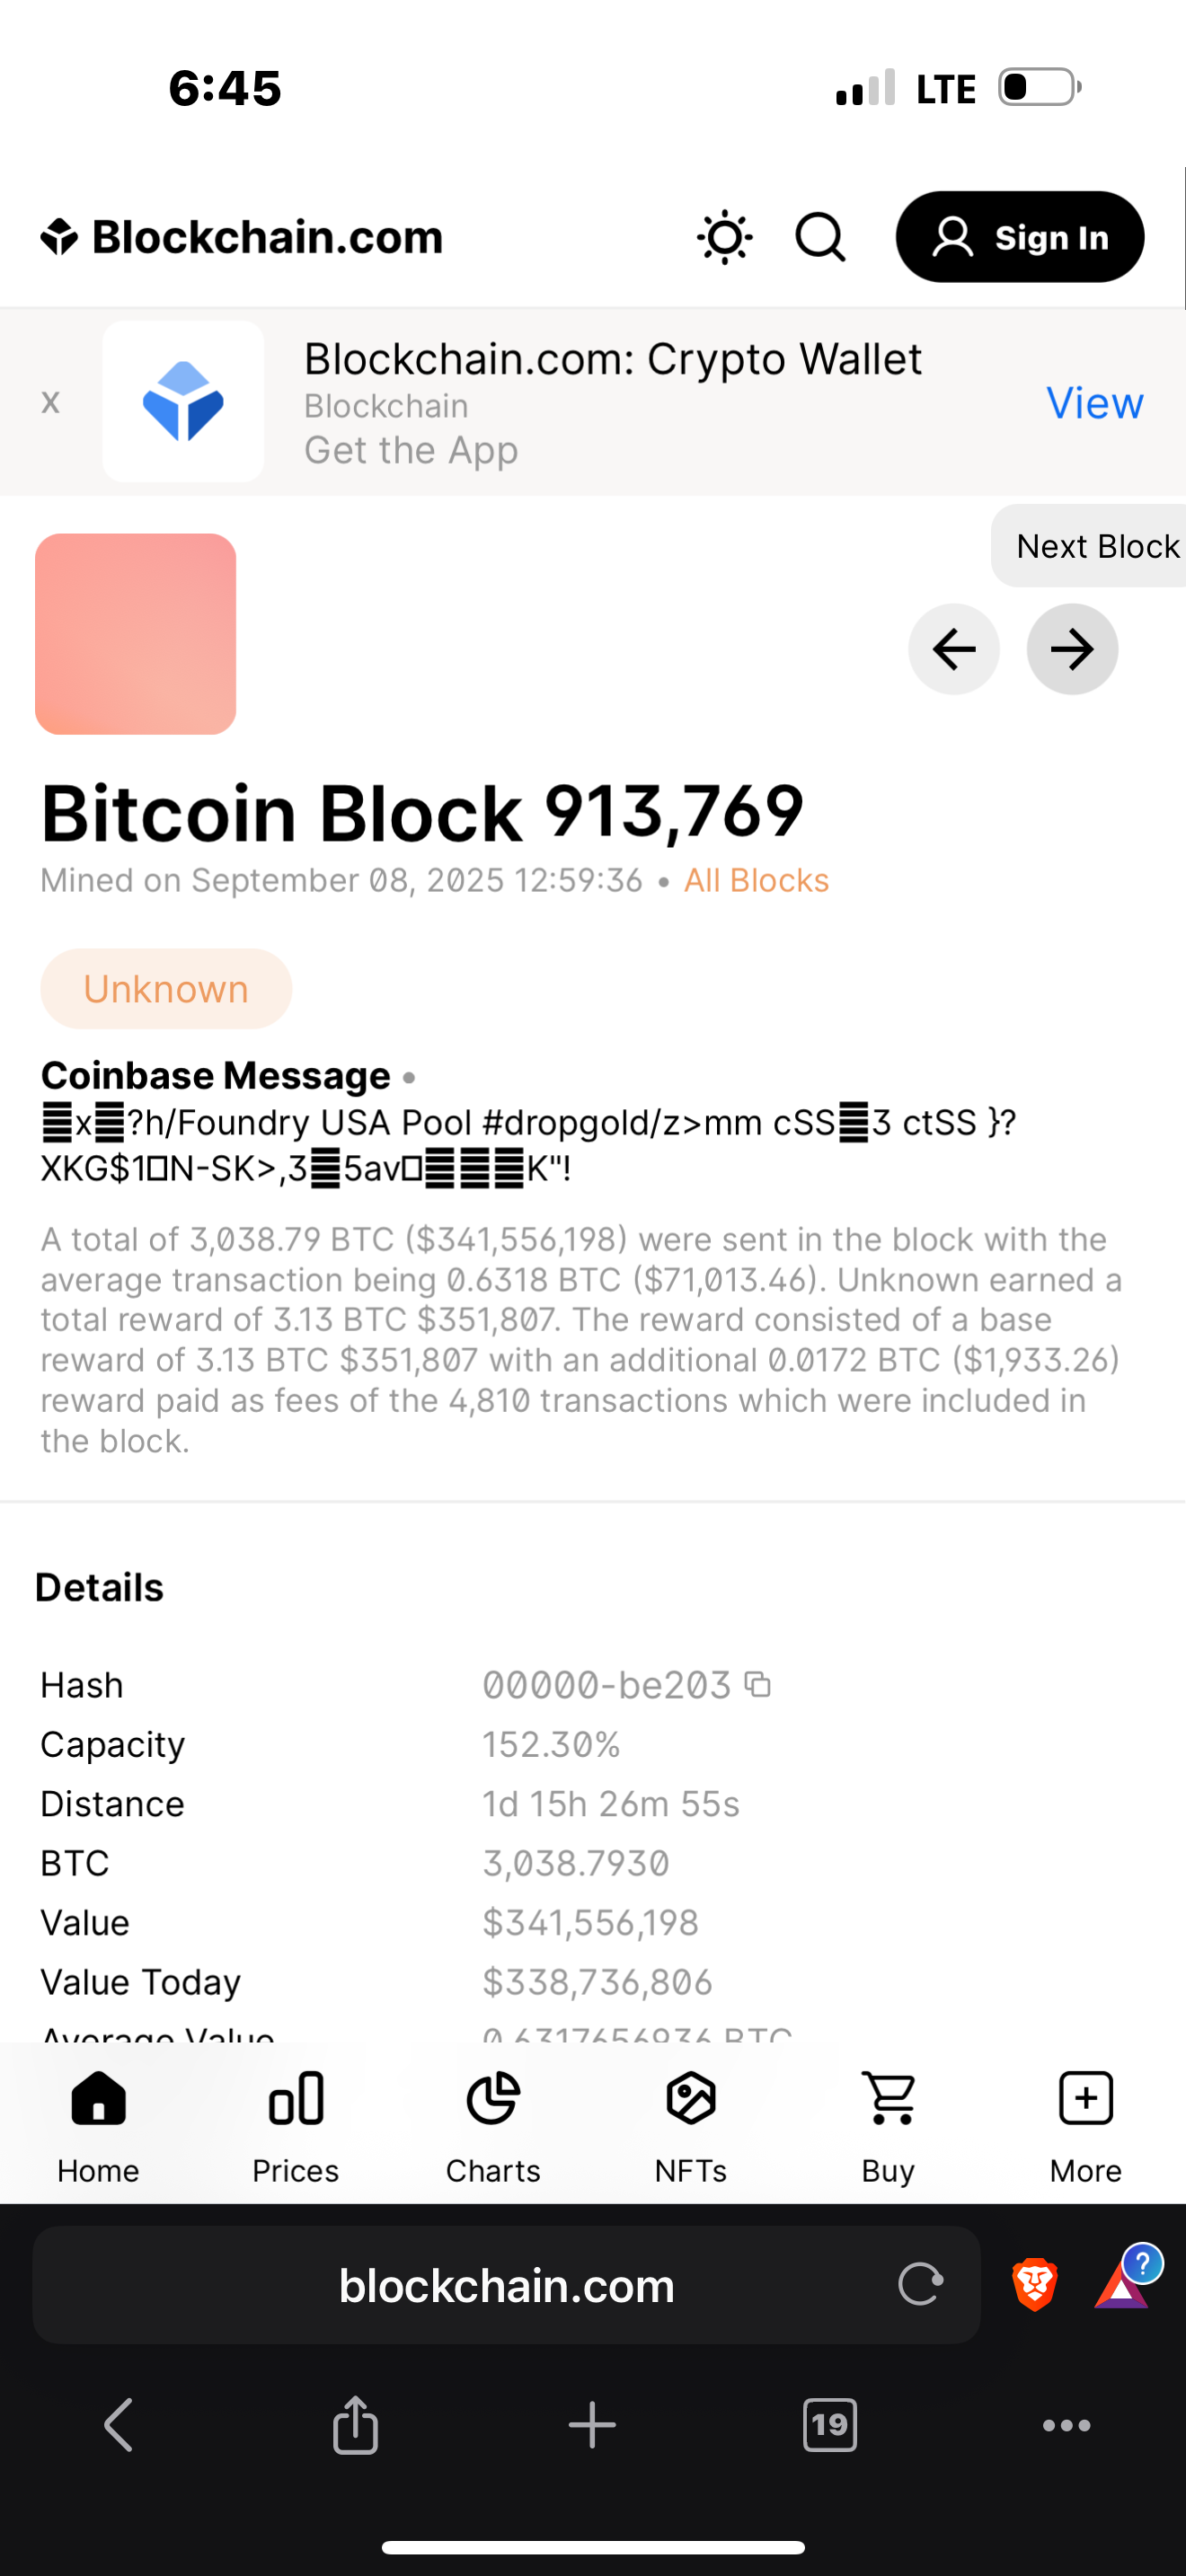 6:45
LTE
Blockchain.com
Sign In
x
Blockchain.com: Crypto Wallet
Blockchain
Get the App
View
Next Block
Bitcoin Block 913,769
Mined on September 08, 2025 12:59:36 • All Blocks
Unknown
Coinbase Message •
x?h/Foundry USA Pool #dropgold/z>mm cSS3 ctSS }?
XKG$1N-SK>,35avK"!
A total of 3,038.79 BTC ($341,556,198) were sent in the block with the
average transaction being 0.6318 BTC ($71,013.46). Unknown earned a
total reward of 3.13 BTC $351,807. The reward consisted of a base
reward of 3.13 BTC $351,807 with an additional 0.0172 BTC ($1,933.26)
reward paid as fees of the 4,810 transactions which were included in
the block.
Details
Hash 00000-be203
Capacity 152.30%
Distance 1d 15h 26m 55s
BTC 3,038.7930
Value $341,556,198
Value Today $338,736,806
Average Value 0.6317656936 BTC
Home Prices Charts NFTs Buy More
blockchain.com
?
19